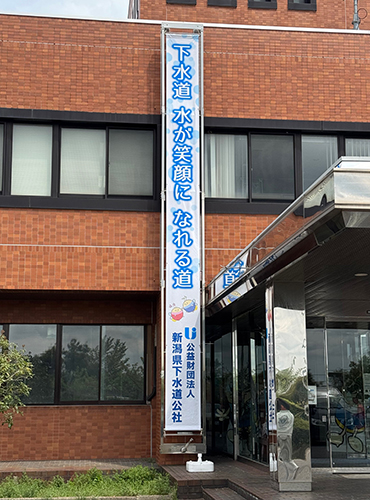 下水道 水が笑顔に なれる道
公益財団法人
新潟県下水道公社